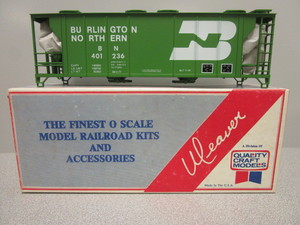 BURLINGTON
NORTHERN
BN
401236
THE FINEST O SCALE
MODEL RAILROAD KITS
AND
ACCESSORIES
Weaver
A Division Of
QUALITY
CRAFT
MODELS
Made in The U.S.A.